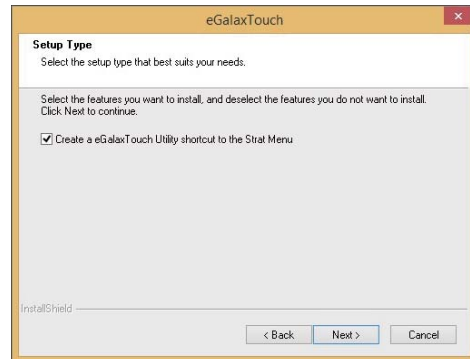 eGalaxTouch
Setup Type
Select the setup type that best suits your needs.
Select the features you want to install, and deselect the features you do not want to install.
Click Next to continue.
Create a eGalaxTouch Utility shortcut to the Strat Menu
InstallShield
< Back Next > Cancel